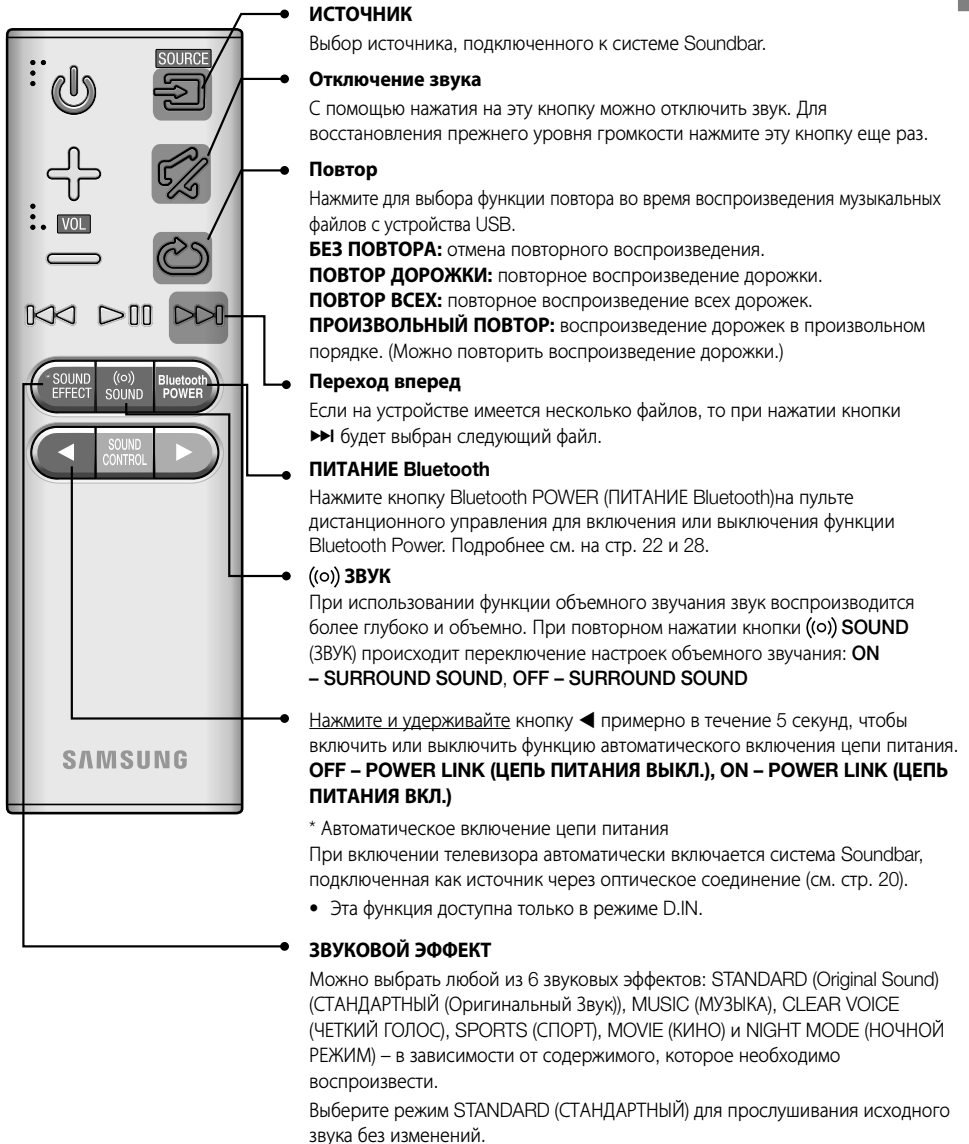 SOURCE
VOL
SOUND
EFFECT
((o))
SOUND
Bluetooth
POWER
SOUND
CONTROL
SAMSUNG
ИСТОЧНИК
Выбор источника, подключенного к системе Soundbar.
Отключение звука
С помощью нажатия на эту кнопку можно отключить звук. Для
восстановления прежнего уровня громкости нажмите эту кнопку еще раз.
Повтор
Нажмите для выбора функции повтора во время воспроизведения музыкальных
файлов с устройства USB.
БЕЗ ПОВТОРА: отмена повторного воспроизведения.
ПОВТОР ДОРОЖКИ: повторное воспроизведение дорожки.
ПОВТОР ВСЕХ: повторное воспроизведение всех дорожек.
ПРОИЗВОЛЬНЫЙ ПОВТОР: воспроизведение дорожек в произвольном
порядке. (Можно повторить воспроизведение дорожки.)
Переход вперед
Если на устройстве имеется несколько файлов, то при нажатии кнопки
▶▶I будет выбран следующий файл.
ПИТАНИЕ Bluetooth
Нажмите кнопку Bluetooth POWER (ПИТАНИЕ Bluetooth)на пульте
дистанционного управления для включения или выключения функции
Bluetooth Power. Подробнее см. на стр. 22 и 28.
((o)) ЗВУК
При использовании функции объемного звучания звук воспроизводится
более глубоко и объемно. При повторном нажатии кнопки ((o)) SOUND
(ЗВУК) происходит переключение настроек объемного звучания: ON
– SURROUND SOUND, OFF – SURROUND SOUND
Нажмите и удерживайте кнопку ◀ примерно в течение 5 секунд, чтобы
включить или выключить функцию автоматического включения цепи питания.
OFF – POWER LINK (ЦЕПЬ ПИТАНИЯ ВЫКЛ.), ON – POWER LINK (ЦЕПЬ
ПИТАНИЯ ВКЛ.)
* Автоматическое включение цепи питания
При включении телевизора автоматически включается система Soundbar,
подключенная как источник через оптическое соединение (см. стр. 20).
• Эта функция доступна только в режиме D.IN.
ЗВУКОВОЙ ЭФФЕКТ
Можно выбрать любой из 6 звуковых эффектов: STANDARD (Original Sound)
(СТАНДАРТНЫЙ (Оригинальный Звук)), MUSIC (МУЗЫКА), CLEAR VOICE
(ЧЕТКИЙ ГОЛОС), SPORTS (СПОРТ), MOVIE (КИНО) и NIGHT MODE (НОЧНОЙ
РЕЖИМ) – в зависимости от содержимого, которое необходимо
воспроизвести.
Выберите режим STANDARD (СТАНДАРТНЫЙ) для прослушивания исходного
звука без изменений.